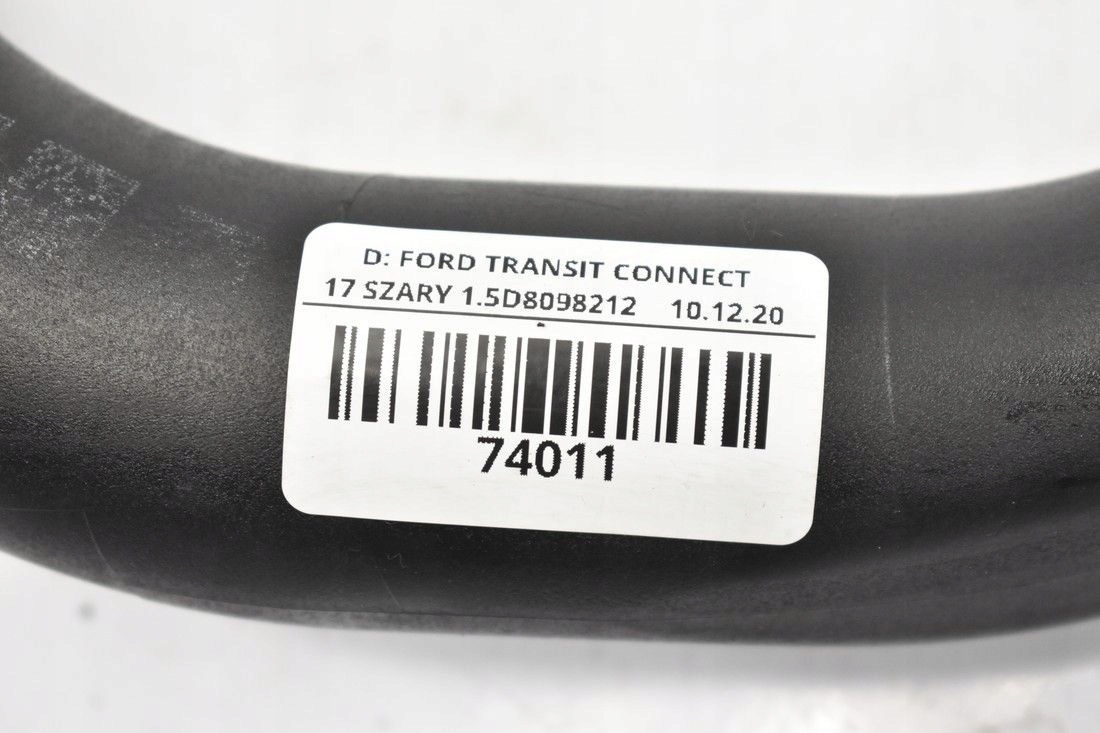 D: FORD TRANSIT CONNECT
17 SZARY 1.5D8098212 10.12.20
74011